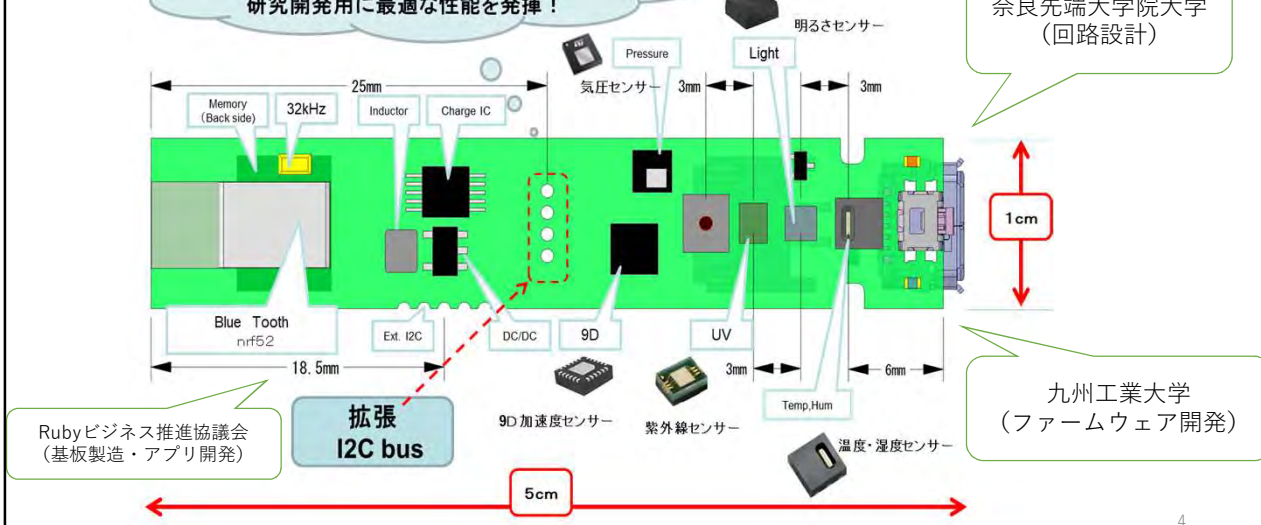 研究開発用に最適な性能を発揮！
明るさセンサー
奈良先端大学院大学
（回路設計）
Pressure
Light
25mm
気圧センサー
3mm
3mm
Memory
(Back side)
32kHz
Inductor
Charge IC
1cm
Blue Tooth
nrf52
Ext. I2C
DC/DC
9D
UV
18.5mm
3mm
6mm
Temp,Hum
拡張
I2C bus
9D加速度センサー
紫外線センサー
温度・湿度センサー
Rubyビジネス推進協議会
（基板製造・アプリ開発）
九州工業大学
（ファームウェア開発）
5cm
4